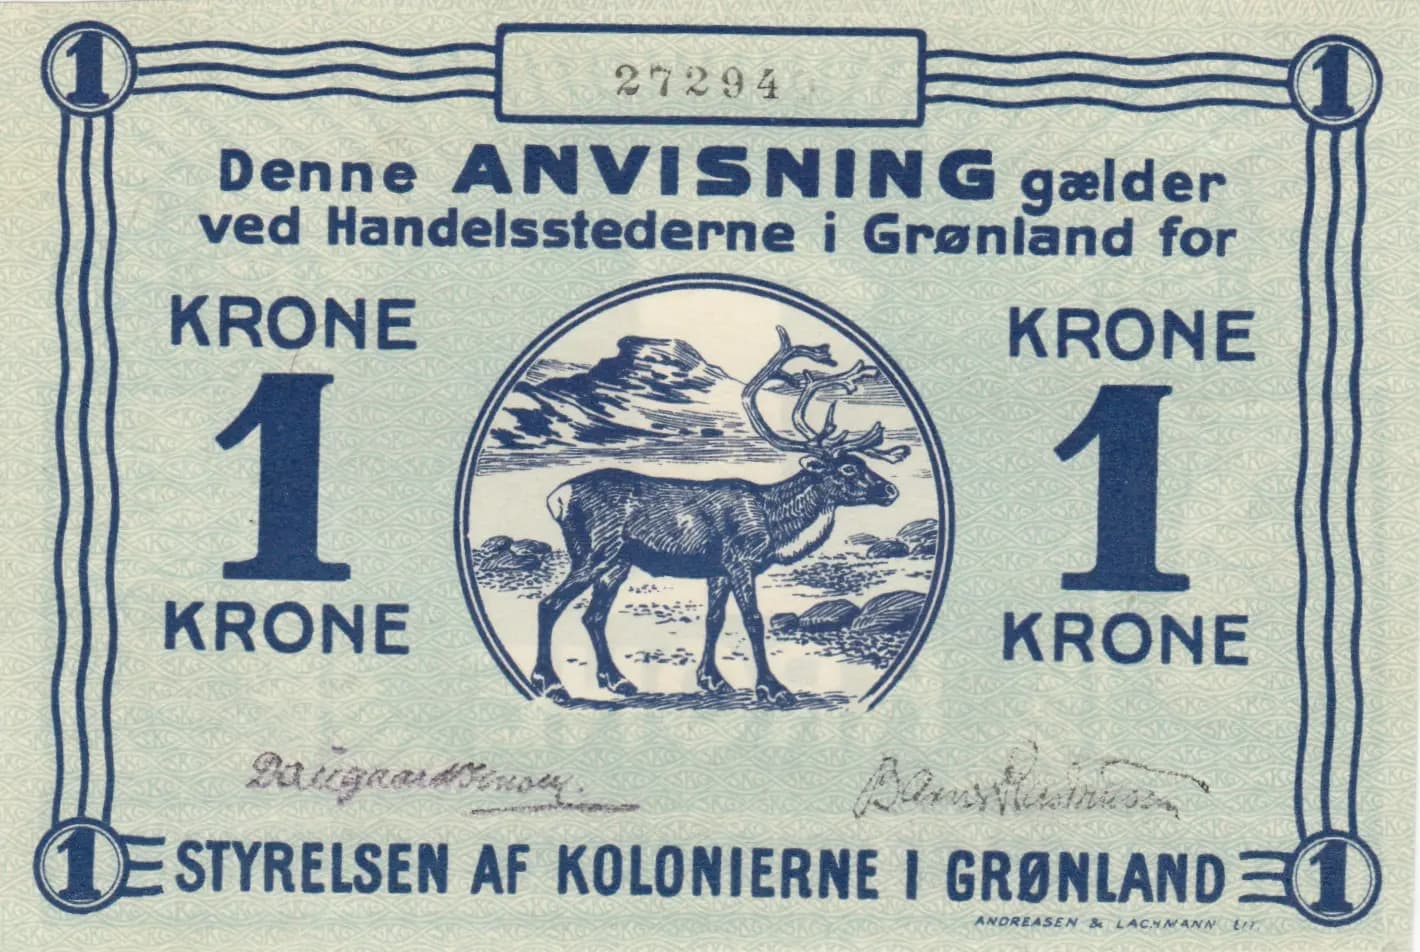 1 27294 1
Denne ANVISNING gælder
ved Handelsstederne i Grønland for
KRONE KRONE
1 1
KRONE KRONE
1 STYRELSEN AF KOLONIERNE I GRØNLAND 1
ANDREASEN & LACHMANN LIT.